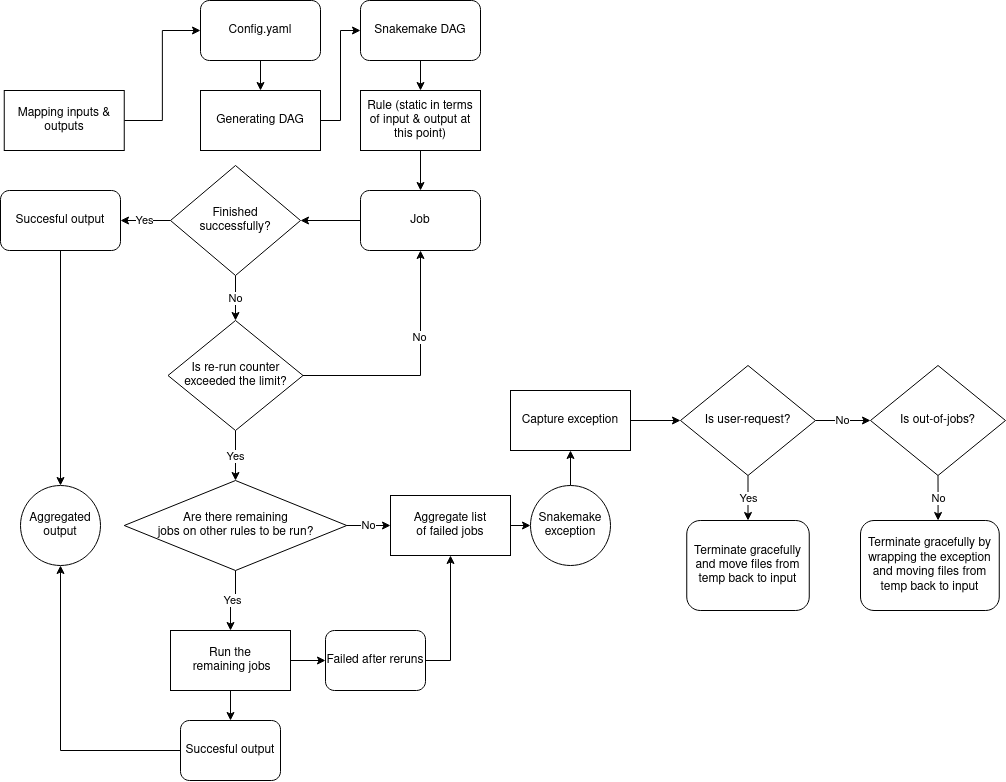 Config.yaml
Snakemake DAG
Mapping inputs &
outputs
Generating DAG
Rule (static in terms
of input & output at
this point)
Succesful output
Yes
Finished
successfully?
Job
No
Is re-run counter
exceeded the limit?
No
Yes
Capture exception
Is user-request?
No
Is out-of-jobs?
Aggregated
output
Are there remaining
jobs on other rules to be run?
No
Aggregate list
of failed jobs
Snakemake
exception
Yes
No
Terminate gracefully
and move files from
temp back to input
Terminate gracefully by
wrapping the exception
and moving files from
temp back to input
Yes
Run the
remaining jobs
Failed after reruns
Succesful output